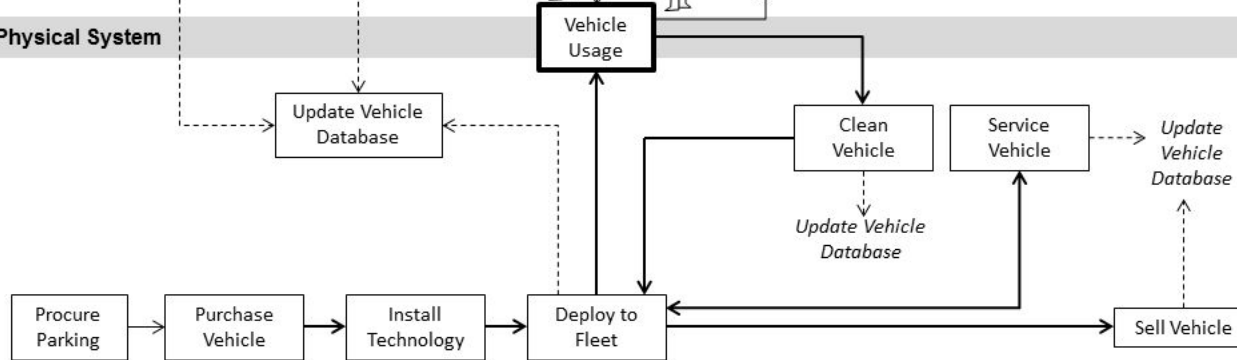 Physical System
Vehicle
Usage
Update Vehicle
Database
Clean
Vehicle
Service
Vehicle
Update
Vehicle
Database
Update Vehicle
Database
Procure
Parking
Purchase
Vehicle
Install
Technology
Deploy to
Fleet
Sell Vehicle